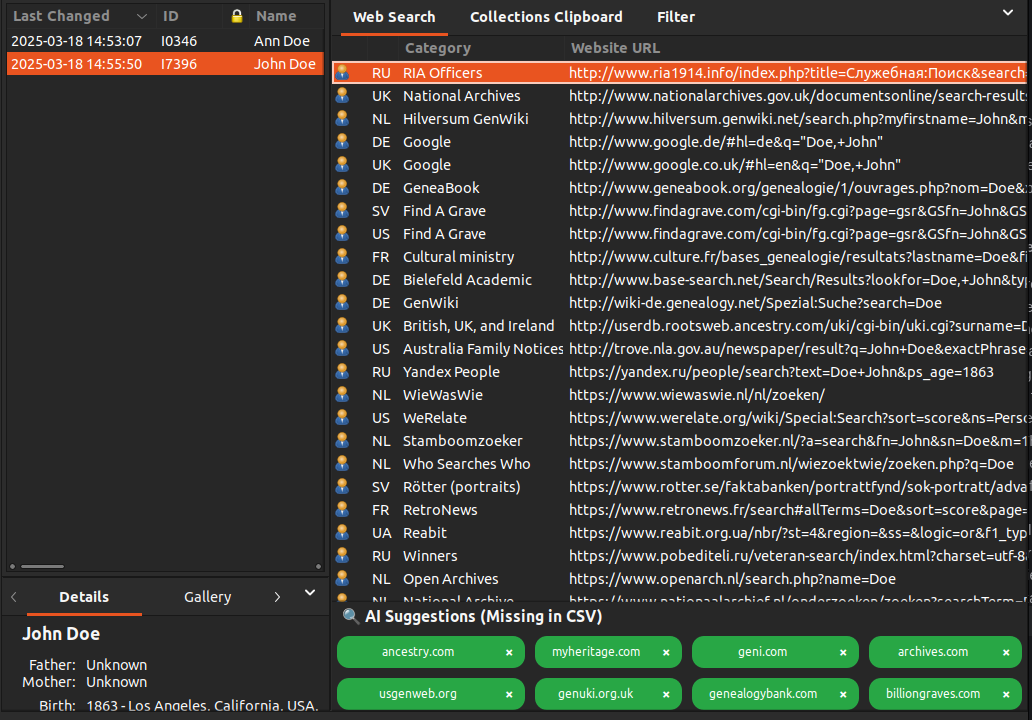 Last Changed ID Name
2025-03-18 14:53:07 I0346 Ann Doe
2025-03-18 14:55:50 I7396 John Doe
Details Gallery
John Doe
Father: Unknown
Mother: Unknown
Birth: 1863 - Los Angeles, California, USA.
Web Search Collections Clipboard Filter
Category Website URL
RU RIA Officers http://www.ria1914.info/index.php?title=Служебная:Поиск&search=
UK National Archives http://www.nationalarchives.gov.uk/documentsonline/search-result
NL Hilversum GenWiki http://www.hilversum.genwiki.net/search.php?myfirstname=John&m
DE Google http://www.google.de/#hl=de&q="Doe,+John"
UK Google http://www.google.co.uk/#hl=en&q="Doe,+John"
DE GeneaBook http://www.geneabook.org/genealogie/1/ouvrages.php?nom=Doe&
SV Find A Grave http://www.findagrave.com/cgi-bin/fg.cgi?page=gsr&GSfn=John&GS
US Find A Grave http://www.findagrave.com/cgi-bin/fg.cgi?page=gsr&GSfn=John&GS
FR Cultural ministry http://www.culture.fr/bases_genealogie/resultats?lastname=Doe&fi
DE Bielefeld Academic http://www.base-search.net/Search/Results?lookfor=Doe,+John&typ
DE GenWiki http://wiki-de.genealogy.net/Spezial:Suche?search=Doe
UK British, UK, and Ireland http://userdb.rootsweb.ancestry.com/uki/cgi-bin/uki.cgi?surname=D
US Australia Family Notices http://trove.nla.gov.au/newspaper/result?q=John+Doe&exactPhrase
RU Yandex People https://yandex.ru/people/search?text=Doe+John&ps_age=1863
NL WieWasWie https://www.wiewaswie.nl/nl/zoeken/
US WeRelate https://www.werelate.org/wiki/Special:Search?sort=score&ns=Perso
NL Stamboomzoeker https://www.stamboomzoeker.nl/?a=search&fn=John&sn=Doe&m=1
NL Who Searches Who https://www.stamboomforum.nl/wiezoektwie/zoeken.php?q=Doe
SV Rötter (portraits) https://www.rotter.se/faktabanken/portrattfynd/sok-portratt/adva
FR RetroNews https://www.retronews.fr/search#allTerms=Doe&sort=score&page=
UA Reabit https://www.reabit.org.ua/nbr/?st=4&region=&ss=&logic=or&f1_typ
RU Winners https://www.pobediteli.ru/veteran-search/index.html?charset=utf-8
NL Open Archives https://www.openarch.nl/search.php?name=Doe
NL National Archive https://www.nationaalarchief.nl/onderzoeken/zoeken?searchTerm=
🔍 AI Suggestions (Missing in CSV)
ancestry.com × myheritage.com × geni.com × archives.com ×
usgenweb.org × genuki.org.uk × genealogybank.com × billiongraves.com ×